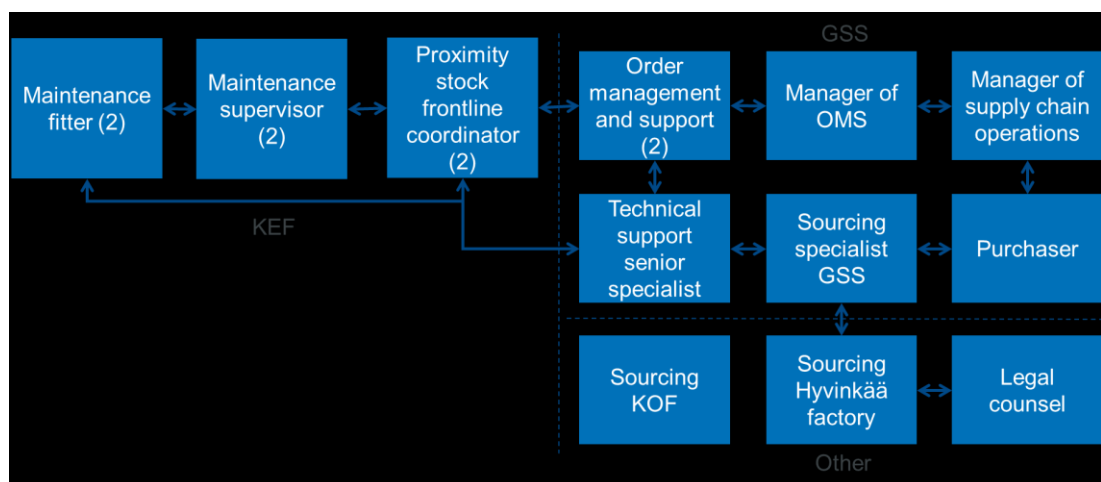 GSS
Maintenance
fitter (2)
Maintenance
supervisor
(2)
Proximity
stock
frontline
coordinator
(2)
Order
management
and support
(2)
Manager of
OMS
Manager of
supply chain
operations
KEF
Technical
support
senior
specialist
Sourcing
specialist
GSS
Purchaser
Sourcing
KOF
Sourcing
Hyvinkää
factory
Legal
counsel
Other